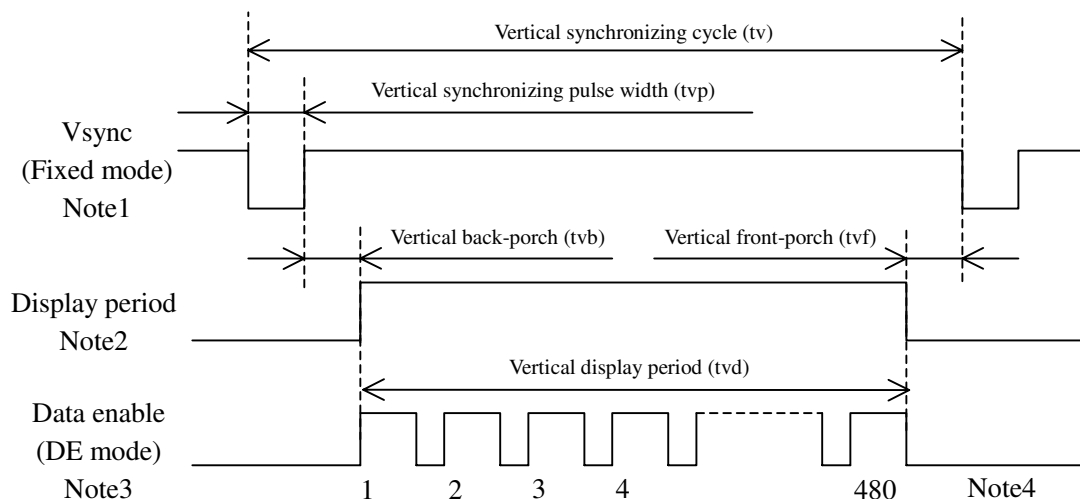 Vertical synchronizing cycle (tv)
Vertical synchronizing pulse width (tvp)
Vsync
(Fixed mode)
Note1
Vertical back-porch (tvb)
Vertical front-porch (tvf)
Display period
Note2
Vertical display period (tvd)
Data enable
(DE mode)
Note3
1 2 3 4 480 Note4